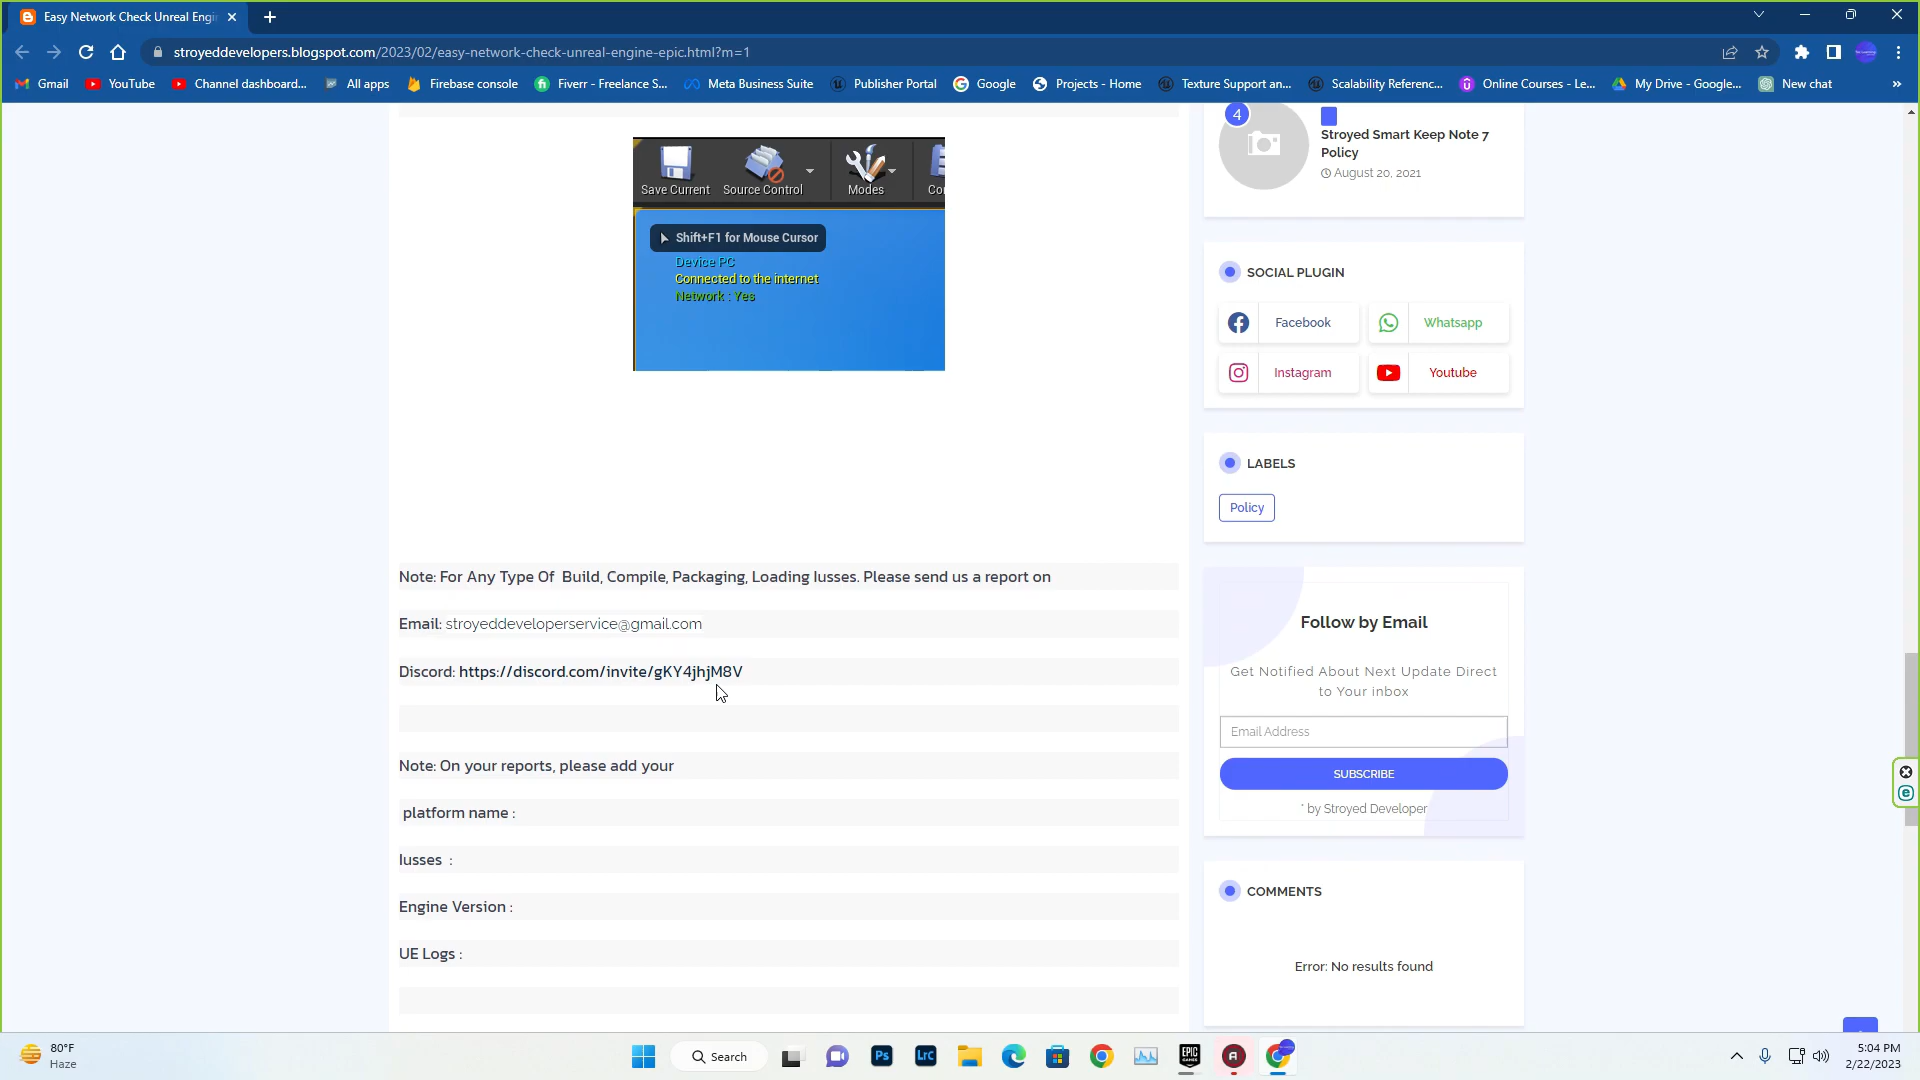 Easy Network Check Unreal Engi
stroyeddevelopers.blogspot.com/2023/02/easy-network-check-unreal-engine-epic.html?m=1
Gmail
YouTube
Channel dashboard...
All apps
Firebase console
Fiverr - Freelance S...
Meta Business Suite
Publisher Portal
Google
Projects - Home
Texture Support an...
Scalability Referenc...
Online Courses - Le...
My Drive - Google...
New chat
»
Save Current
Source Control
Modes
Co
Shift+F1 for Mouse Cursor
Device PC
Connected to the internet
Network : Yes
Note: For Any Type Of Build, Compile, Packaging, Loading Iusses. Please send us a report on
Email: stroyeddeveloperservice@gmail.com
Discord: https://discord.com/invite/gKY4jhjM8V
Note: On your reports, please add your
platform name :
Iusses :
Engine Version :
UE Logs :
4
Stroyed Smart Keep Note 7
Policy
August 20, 2021
SOCIAL PLUGIN
Facebook
Whatsapp
Instagram
Youtube
LABELS
Policy
Follow by Email
Get Notified About Next Update Direct
to Your inbox
Email Address
SUBSCRIBE
* by Stroyed Developer
COMMENTS
Error: No results found
80°F
Haze
Search
Ps
LrC
EPIC
GAMES
5:04 PM
2/22/2023